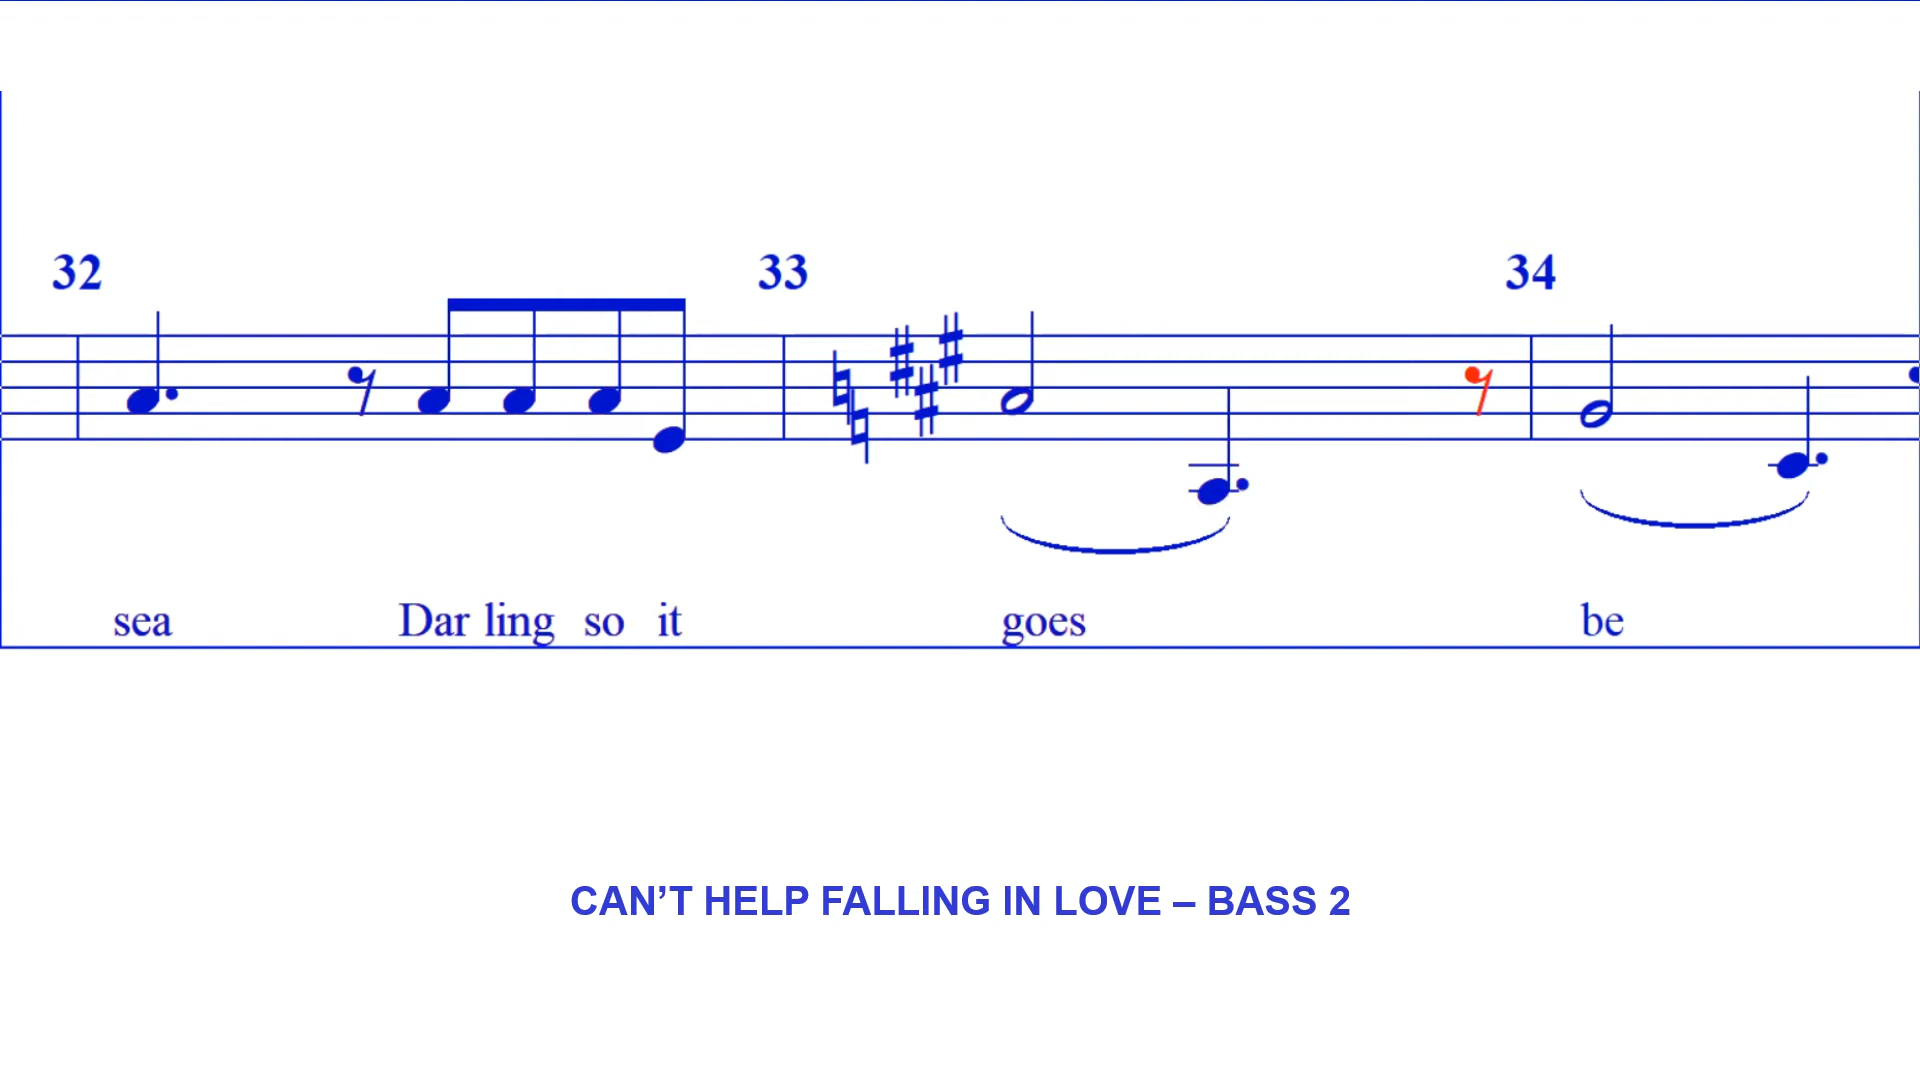 32 33 34
sea Dar ling so it goes be
CAN’T HELP FALLING IN LOVE – BASS 2